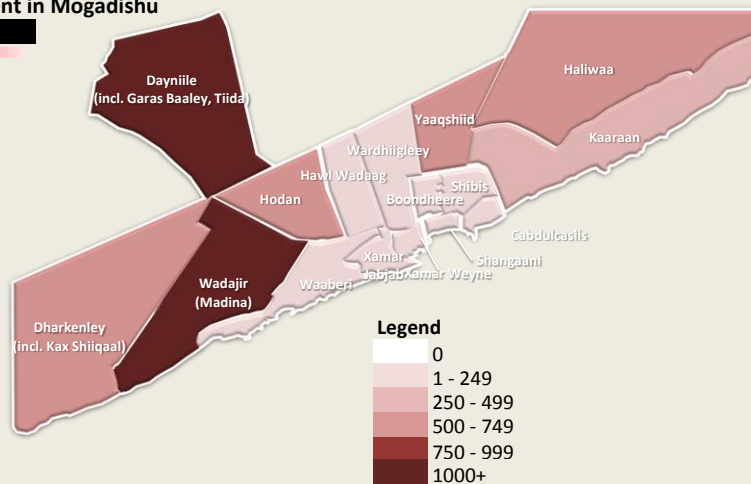 nt in Mogadishu
Dayniile
(incl. Garas Baaley, Tiida)
Haliwaa
Yaaqshiid
Kaaraan
Wardhiigleey
Hawl Wadaag
Shibis
Hodan
Boondheere
Cabdulcasiis
Xamar
Jabjab
Shangaani
Xamar Weyne
Wadajir
(Madina)
Waaberi
Dharkenley
(incl. Kax Shiiqaal)
Legend
0
1 - 249
250 - 499
500 - 749
750 - 999
1000+